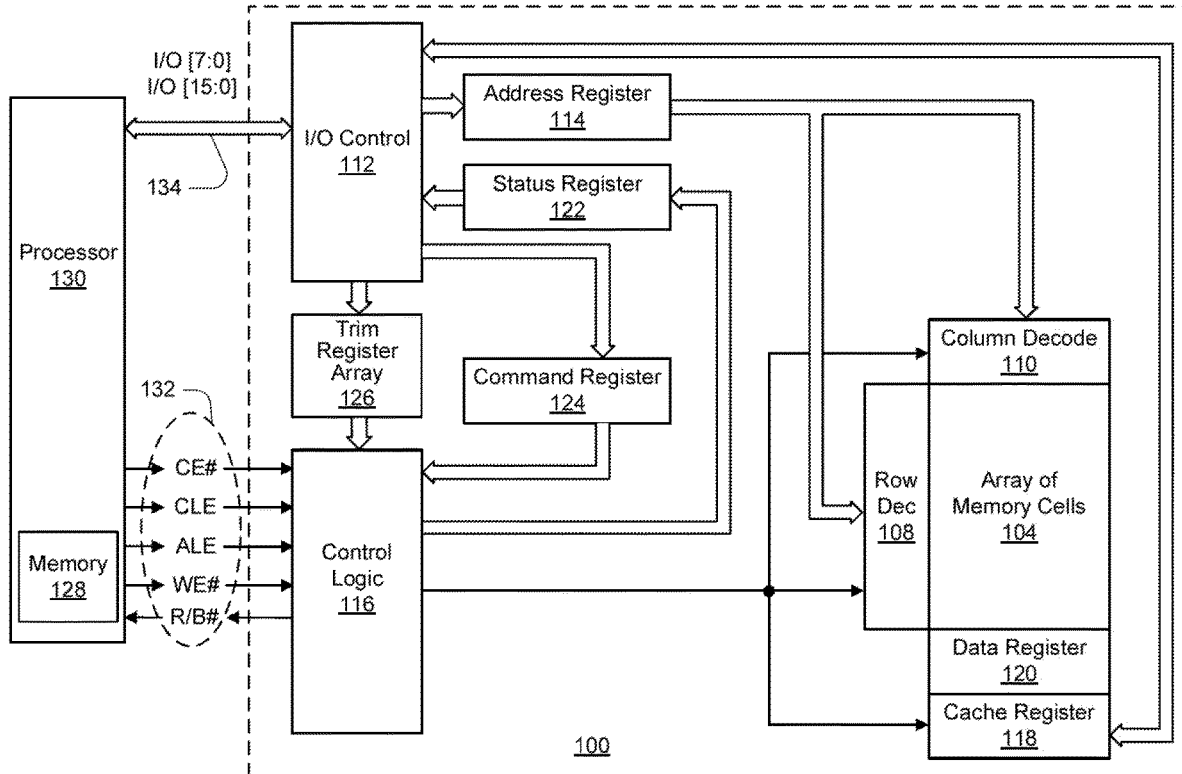 I/O [7:0]
I/O [15:0]
134
Processor
130
Memory
128
132
CE#
CLE
ALE
WE#
R/B#
I/O Control
112
Address Register
114
Status Register
122
Trim
Register
Array
126
Command Register
124
Control
Logic
116
Column Decode
110
Row
Dec
108
Array of
Memory Cells
104
Data Register
120
Cache Register
118
100